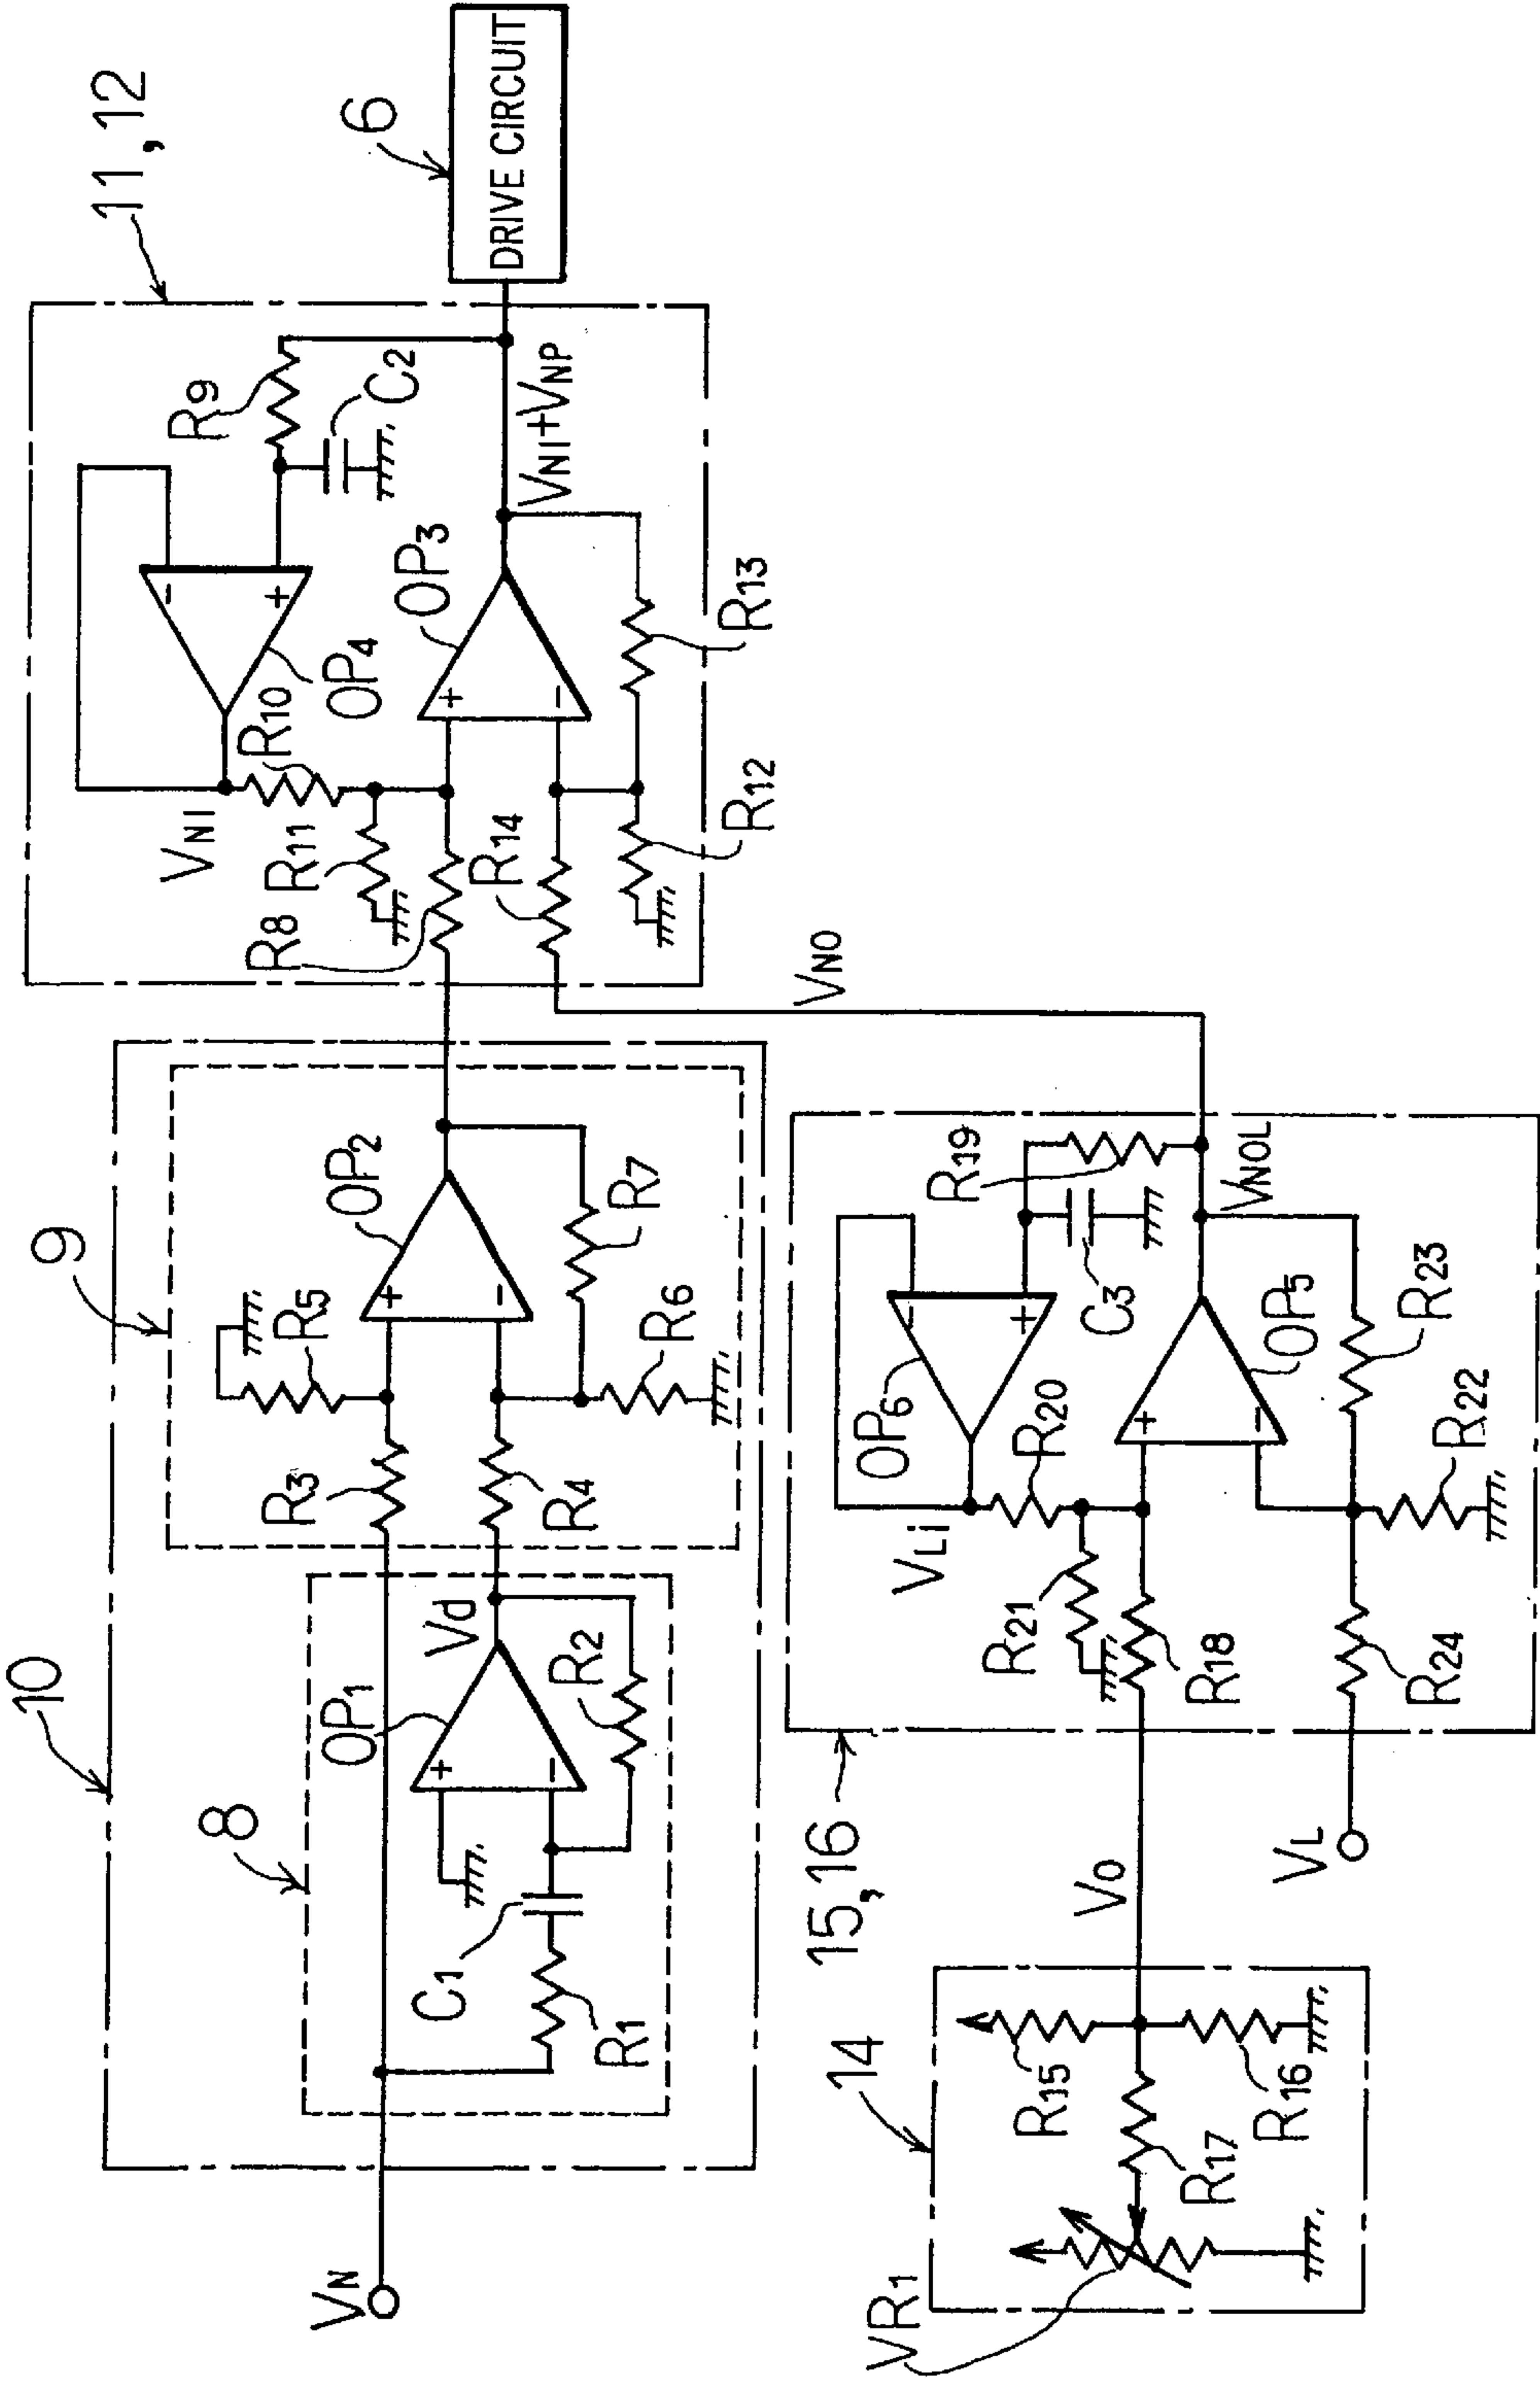 11, 12
6
DRIVE CIRCUIT
R9
C2
OP4
VNI
R10
R11
R8
R14
OP3
VNI+VNP
R13
R12
VNO
10
9
8
VN
R3
R5
OP2
R7
R6
R4
Vd
OP1
R2
C1
R1
15, 16
R19
C3
OP6
VLi
R20
R21
R18
VNOL
OP5
R23
R22
R24
VL
VO
14
R15
R16
R17
VR1
+
−
+
−
+
−
+
−
+
−
+
−